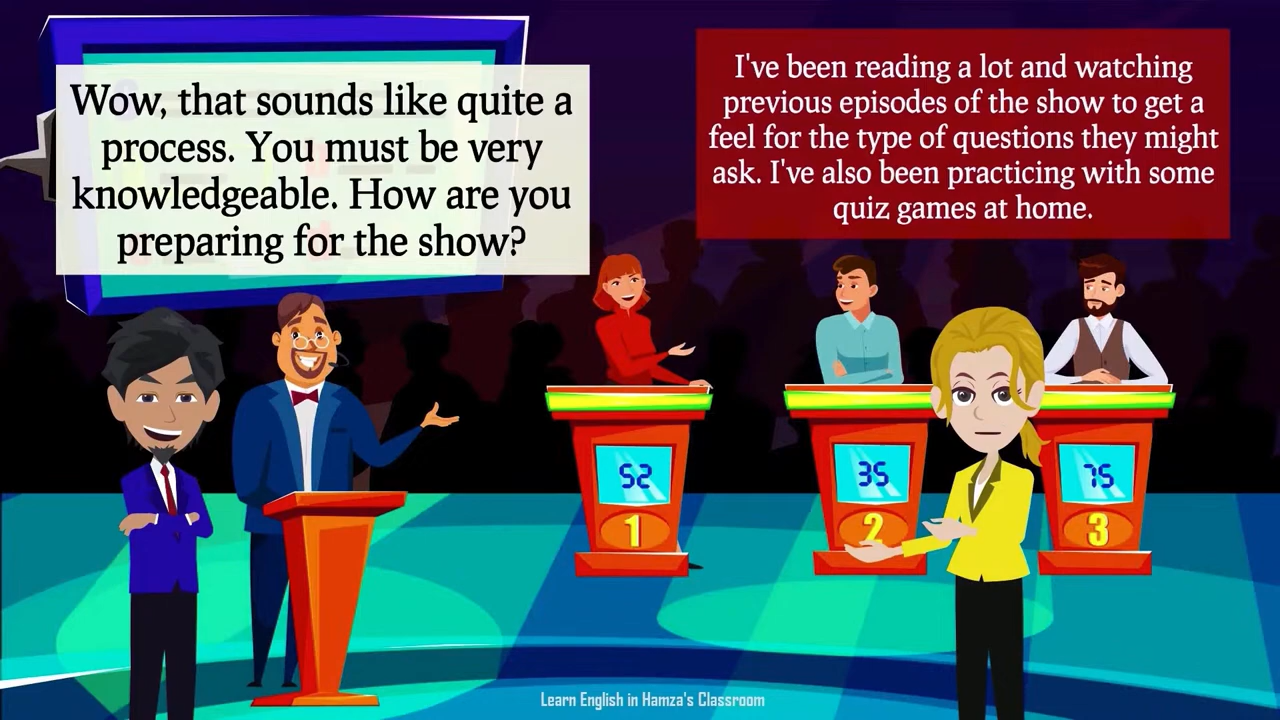 Wow, that sounds like quite a
process. You must be very
knowledgeable. How are you
preparing for the show?
I've been reading a lot and watching
previous episodes of the show to get a
feel for the type of questions they might
ask. I've also been practicing with some
quiz games at home.
52
35
75
1
2
3
Learn English in Hamza's Classroom